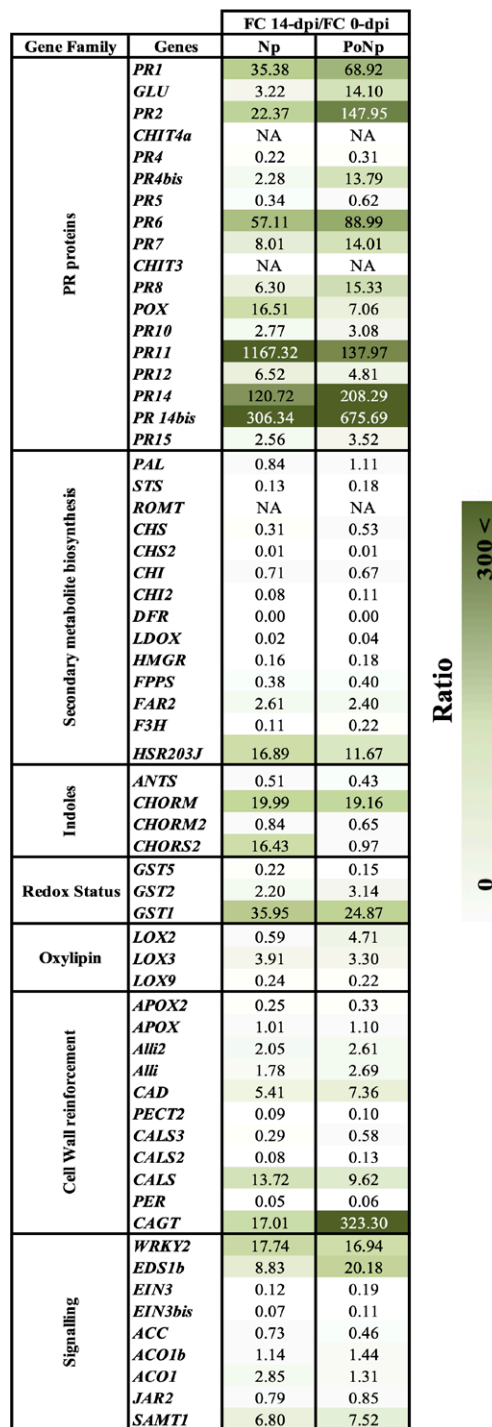 FC 14-dpi/FC 0-dpi
Gene Family Genes Np PoNp
PR proteins
PR1 35.38 68.92
GLU 3.22 14.10
PR2 22.37 147.95
CHIT4a NA NA
PR4 0.22 0.31
PR4bis 2.28 13.79
PR5 0.34 0.62
PR6 57.11 88.99
PR7 8.01 14.01
CHIT3 NA NA
PR8 6.30 15.33
POX 16.51 7.06
PR10 2.77 3.08
PR11 1167.32 137.97
PR12 6.52 4.81
PR14 120.72 208.29
PR 14bis 306.34 675.69
PR15 2.56 3.52
Secondary metabolite biosynthesis
PAL 0.84 1.11
STS 0.13 0.18
ROMT NA NA
CHS 0.31 0.53
CHS2 0.01 0.01
CHI 0.71 0.67
CHI2 0.08 0.11
DFR 0.00 0.00
LDOX 0.02 0.04
HMGR 0.16 0.18
FPPS 0.38 0.40
FAR2 2.61 2.40
F3H 0.11 0.22
HSR203J 16.89 11.67
Indoles
ANTS 0.51 0.43
CHORM 19.99 19.16
CHORM2 0.84 0.65
CHORS2 16.43 0.97
Redox Status
GST5 0.22 0.15
GST2 2.20 3.14
GST1 35.95 24.87
Oxylipin
LOX2 0.59 4.71
LOX3 3.91 3.30
LOX9 0.24 0.22
Cell Wall reinforcement
APOX2 0.25 0.33
APOX 1.01 1.10
Alli2 2.05 2.61
Alli 1.78 2.69
CAD 5.41 7.36
PECT2 0.09 0.10
CALS3 0.29 0.58
CALS2 0.08 0.13
CALS 13.72 9.62
PER 0.05 0.06
CAGT 17.01 323.30
Signalling
WRKY2 17.74 16.94
EDS1b 8.83 20.18
EIN3 0.12 0.19
EIN3bis 0.07 0.11
ACC 0.73 0.46
ACO1b 1.14 1.44
ACO1 2.85 1.31
JAR2 0.79 0.85
SAMT1 6.80 7.52
Ratio
0
300 <